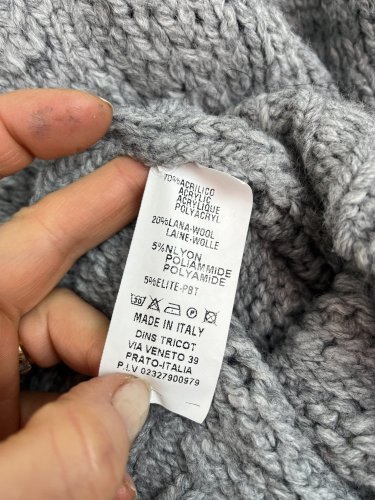 70%ACRILICO
ACRYLIC
ACRYLIQUE
POLYACRYL
20%LANA-WOOL
LAINE-WOLLE
5%NLYON
POLIAMMIDE
POLYAMIDE
5%ELITE-PBT
MADE IN ITALY
DINS TRICOT
VIA VENETO 39
PRATO-ITALIA
P.I.V 02327900979